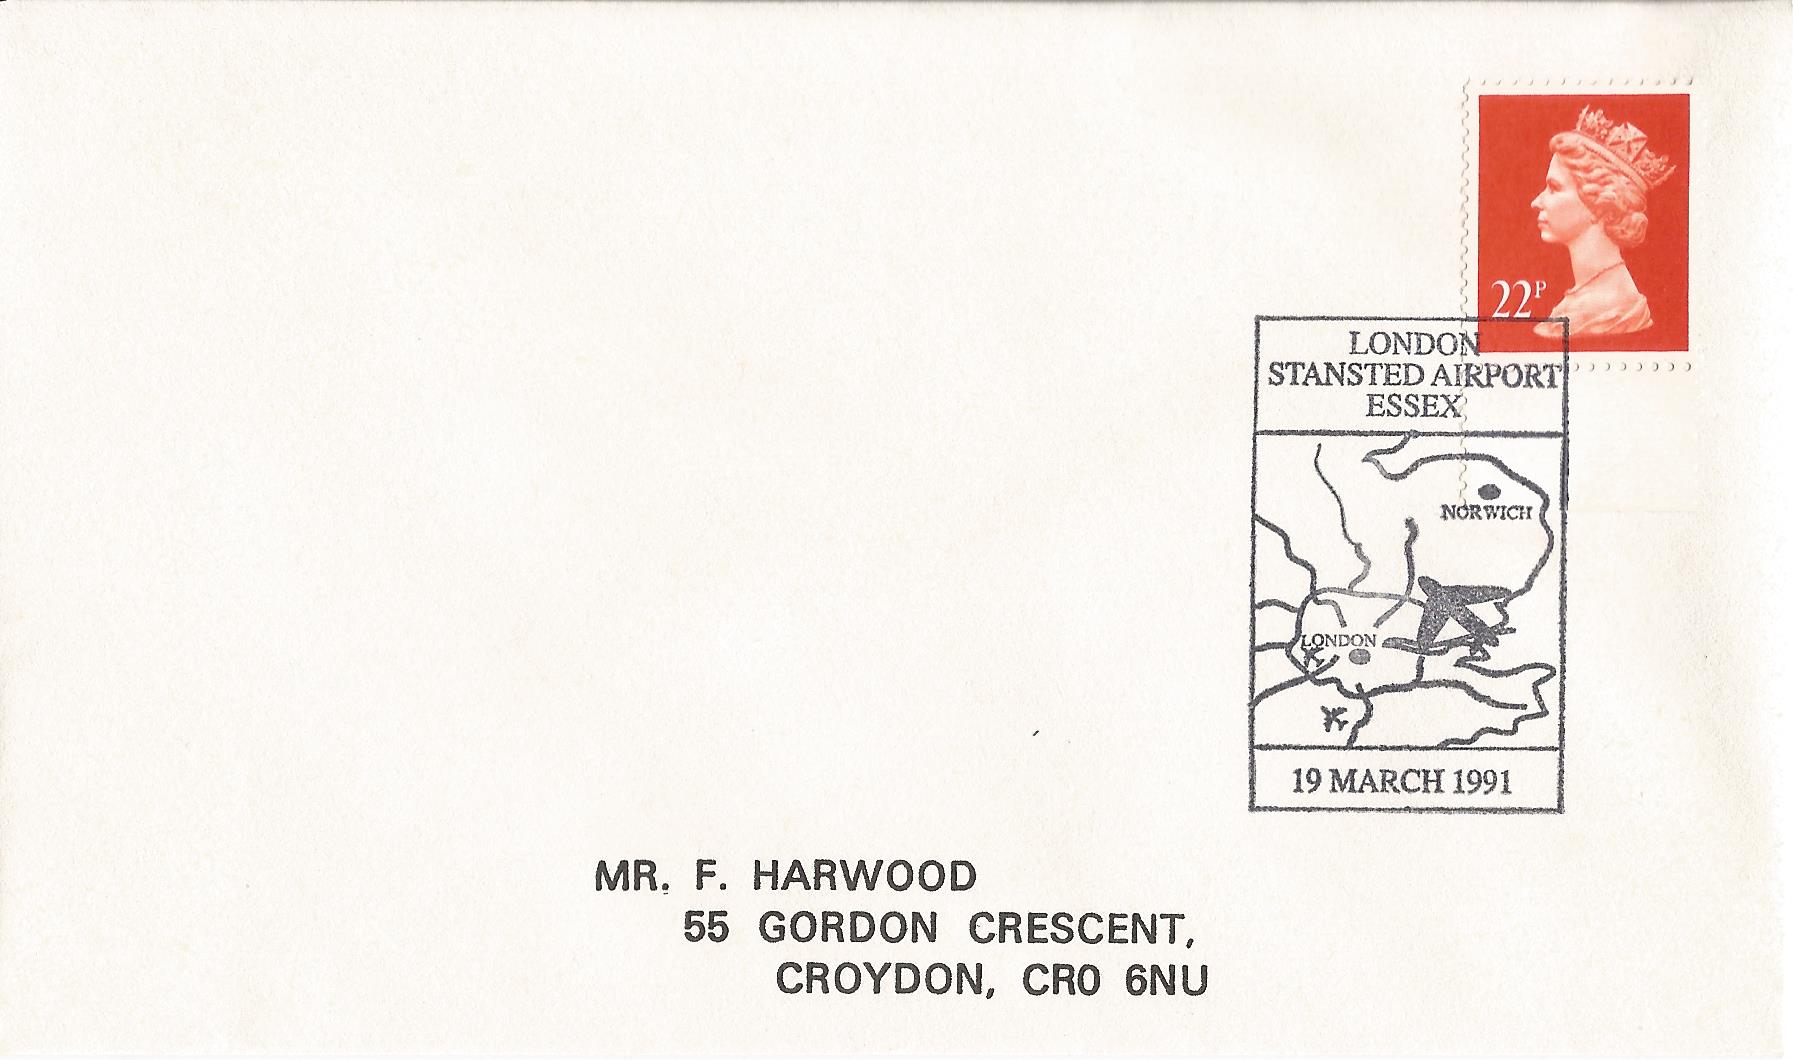 22P
LONDON
STANSTED AIRPORT
ESSEX
NORWICH
LONDON
19 MARCH 1991
MR. F. HARWOOD
55 GORDON CRESCENT,
CROYDON, CR0 6NU